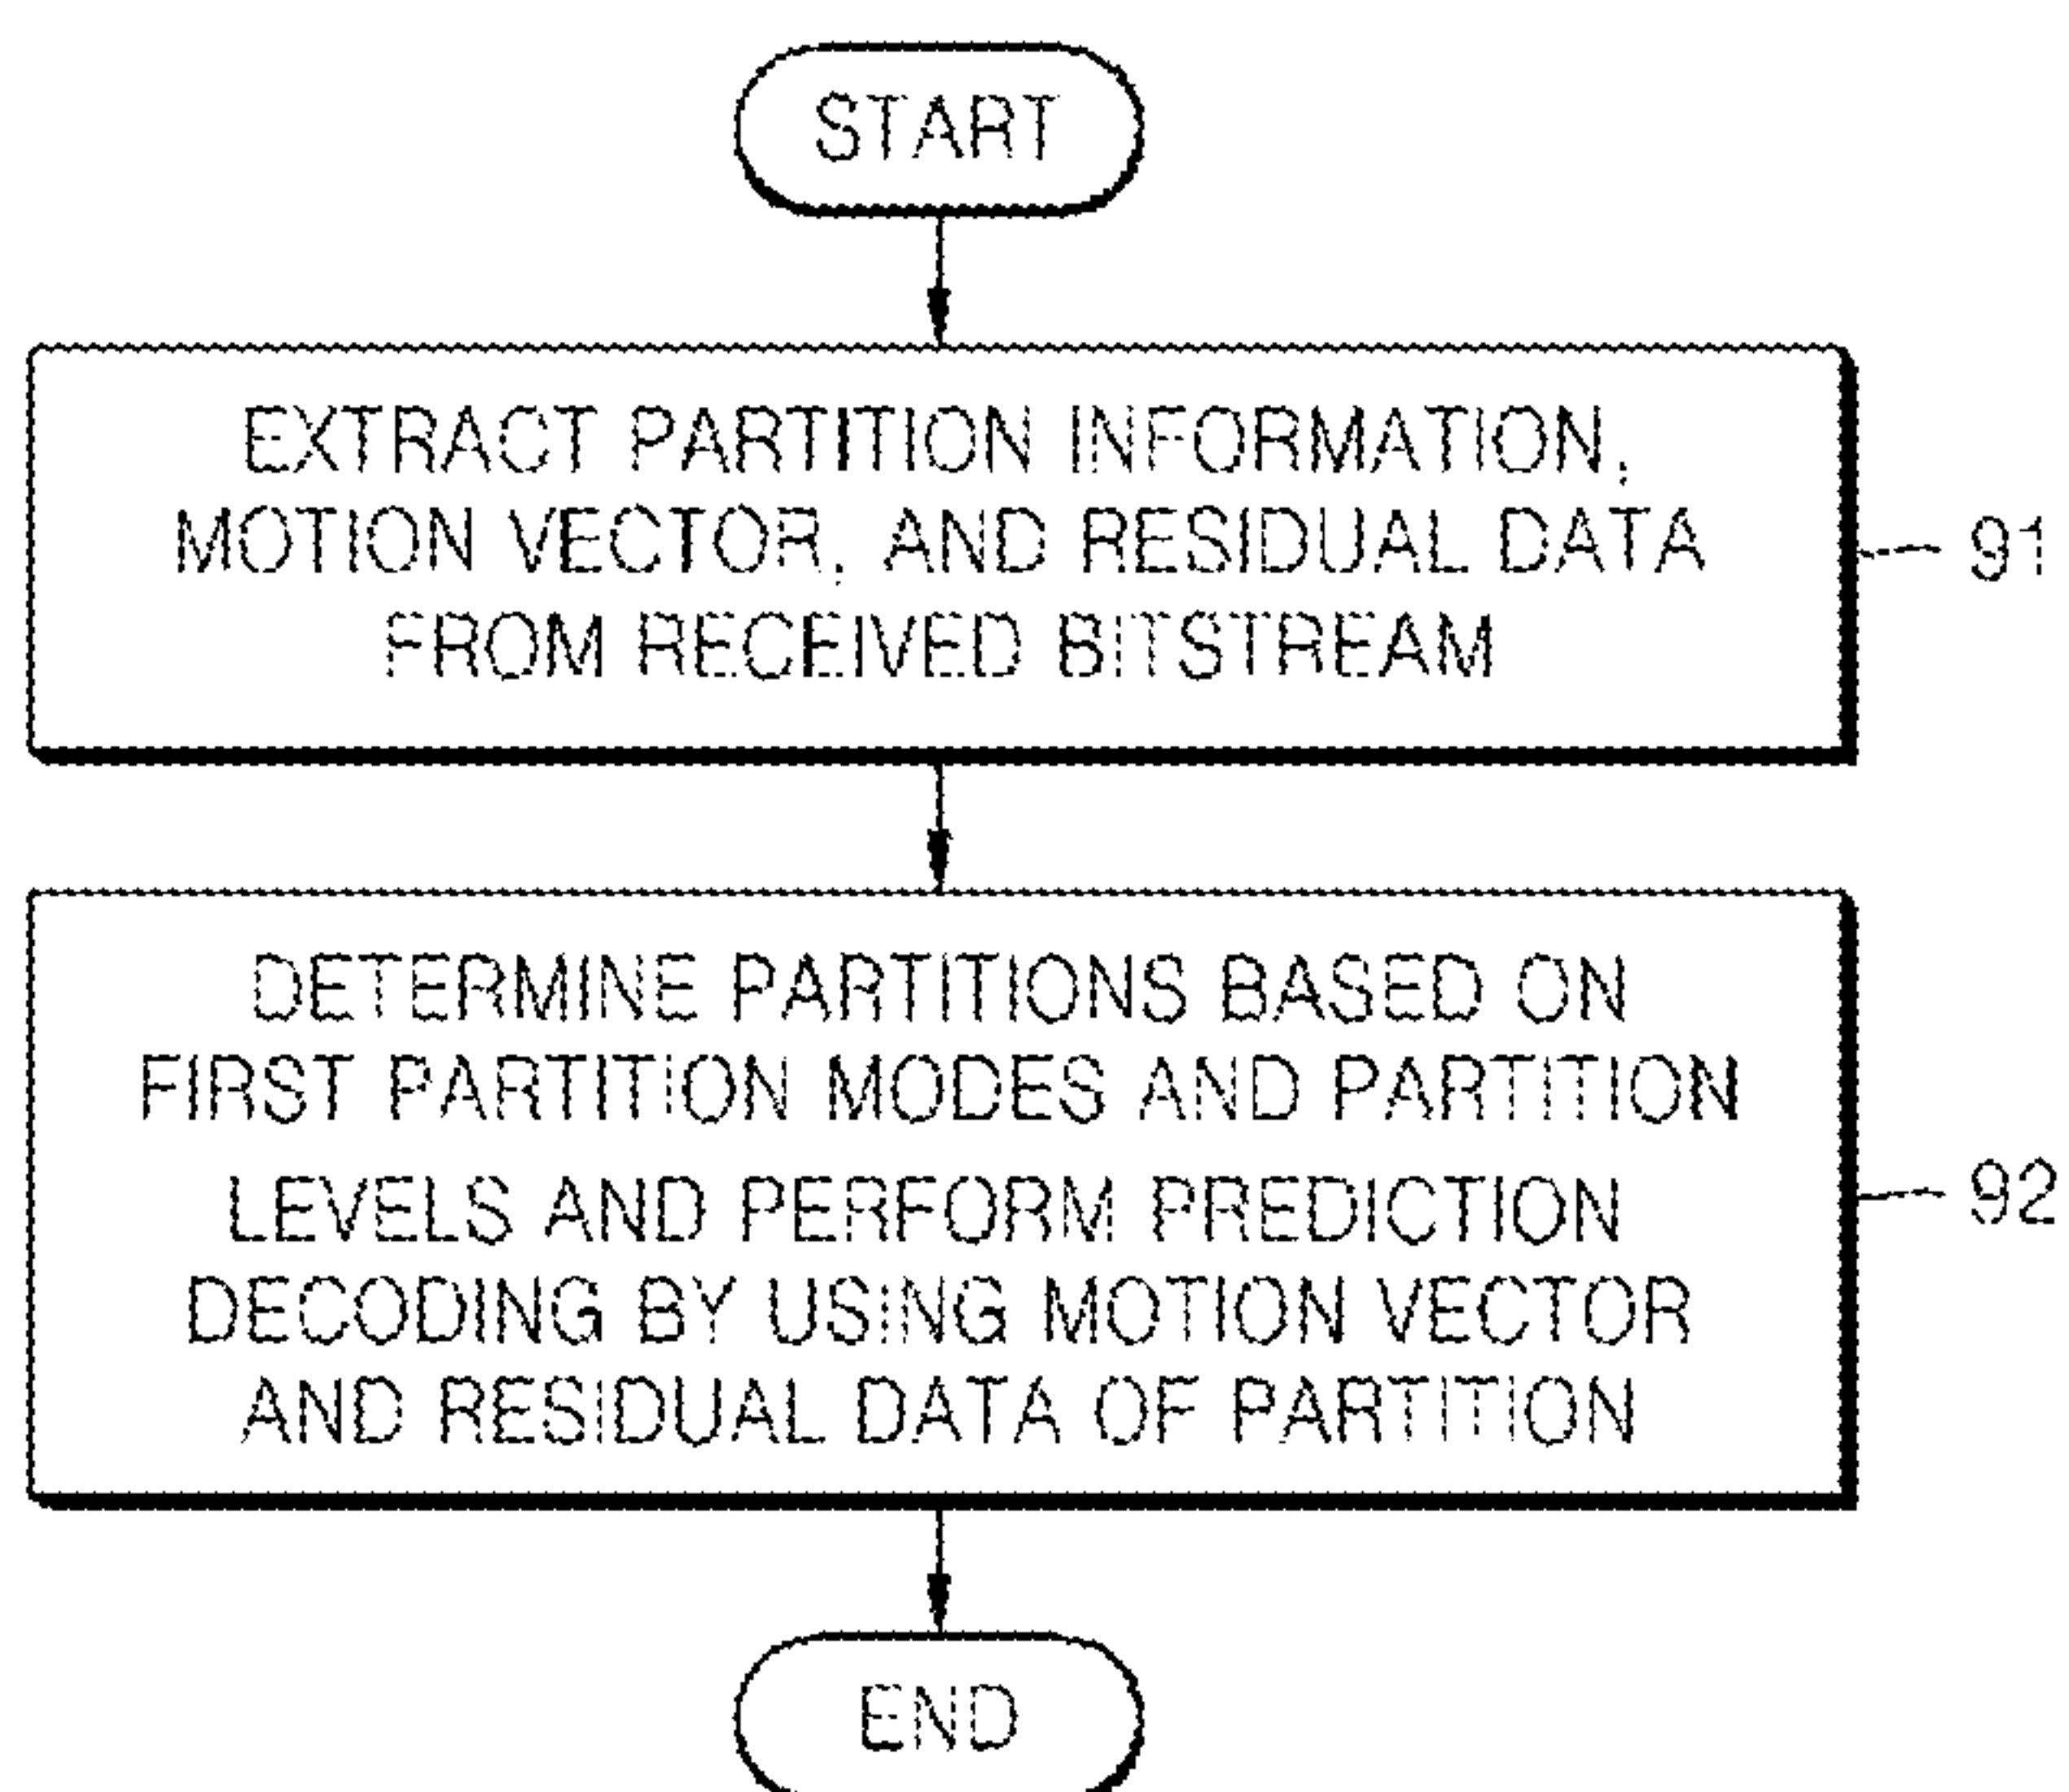 START
EXTRACT PARTITION INFORMATION,
MOTION VECTOR, AND RESIDUAL DATA
FROM RECEIVED BITSTREAM
91
DETERMINE PARTITIONS BASED ON
FIRST PARTITION MODES AND PARTITION
LEVELS AND PERFORM PREDICTION
DECODING BY USING MOTION VECTOR
AND RESIDUAL DATA OF PARTITION
92
END